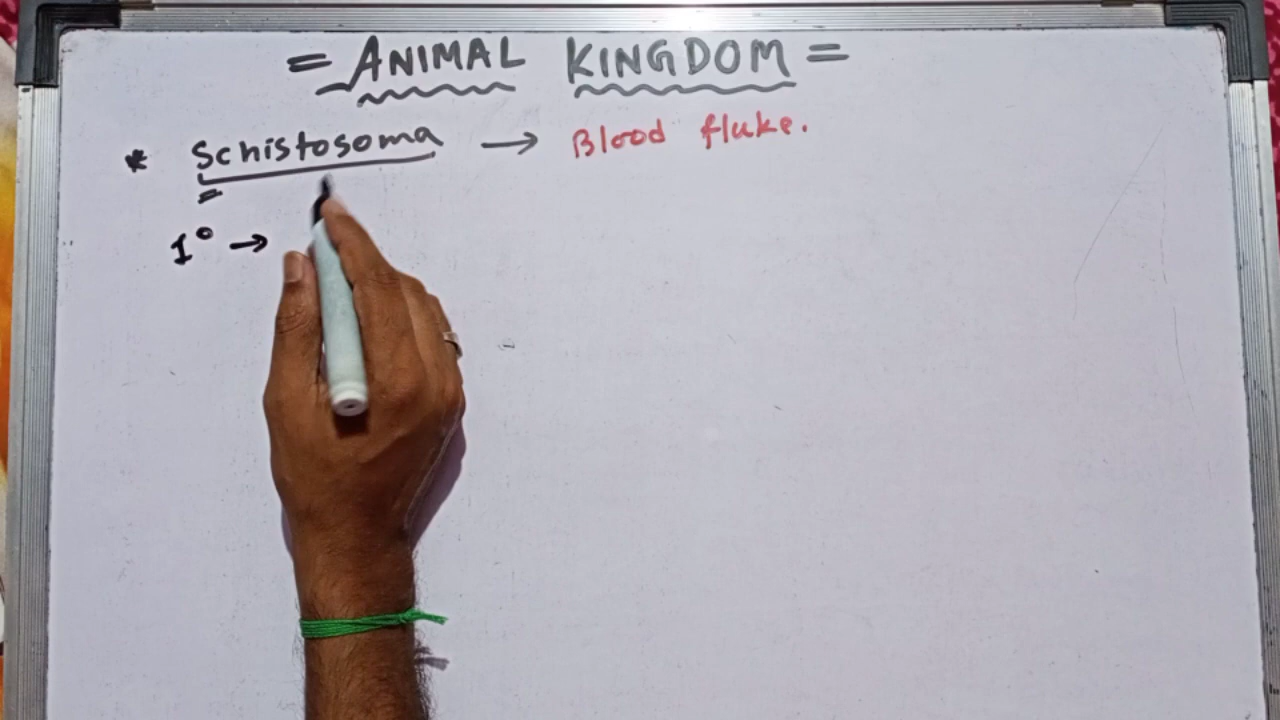 = ANIMAL KINGDOM =
* Schistosoma → Blood fluke.
1° →